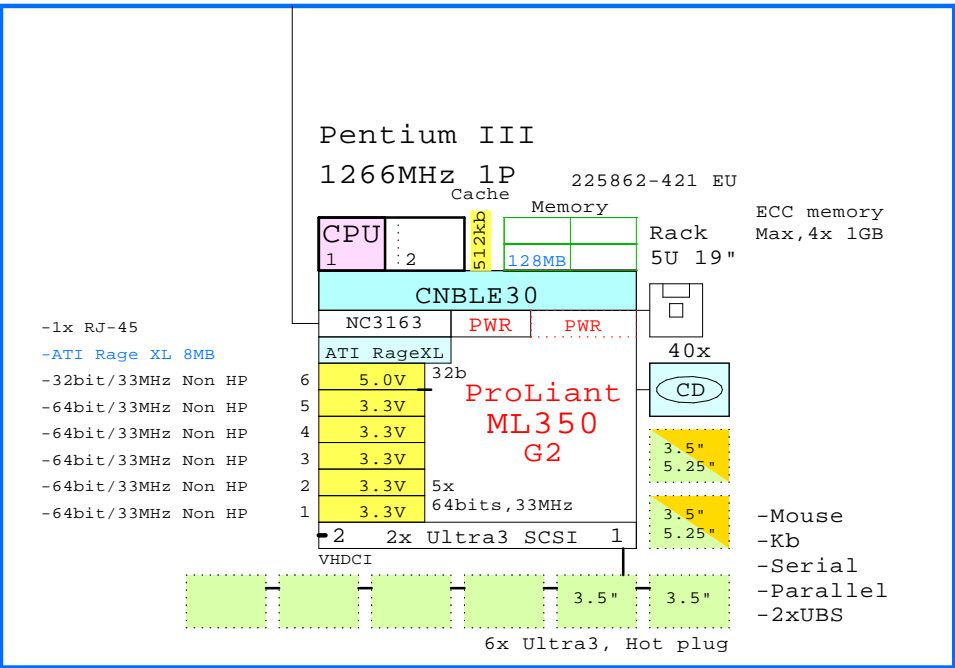 Pentium III
1266MHz 1P
225862-421 EU
Cache
Memory
ECC memory
Max,4x 1GB
CPU
1
2
512kb
128MB
Rack
5U 19"
CNBLE30
-1x RJ-45
NC3163
PWR
PWR
-ATI Rage XL 8MB
ATI RageXL
40x
-32bit/33MHz Non HP 6 5.0V
32b
CD
-64bit/33MHz Non HP 5 3.3V
-64bit/33MHz Non HP 4 3.3V
-64bit/33MHz Non HP 3 3.3V
-64bit/33MHz Non HP 2 3.3V
-64bit/33MHz Non HP 1 3.3V
ProLiant
ML350
G2
5x
64bits,33MHz
3.5"
5.25"
3.5"
5.25"
2 2x Ultra3 SCSI 1
VHDCI
-Mouse
-Kb
-Serial
-Parallel
-2xUBS
3.5"
3.5"
6x Ultra3, Hot plug